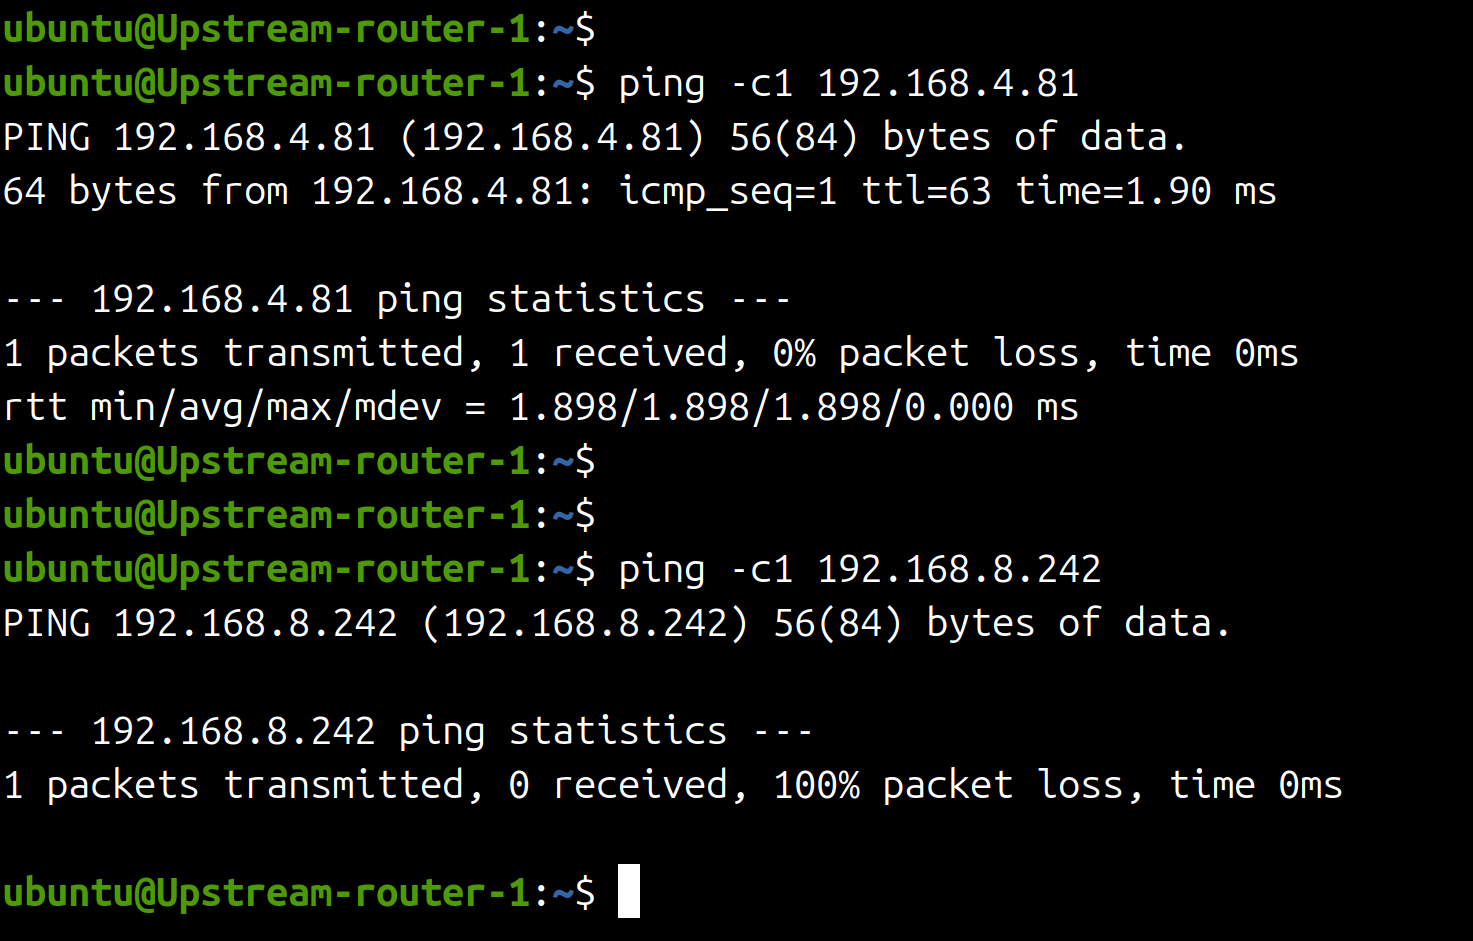 ubuntu@Upstream-router-1:~$
ubuntu@Upstream-router-1:~$ ping -c1 192.168.4.81
PING 192.168.4.81 (192.168.4.81) 56(84) bytes of data.
64 bytes from 192.168.4.81: icmp_seq=1 ttl=63 time=1.90 ms

--- 192.168.4.81 ping statistics ---
1 packets transmitted, 1 received, 0% packet loss, time 0ms
rtt min/avg/max/mdev = 1.898/1.898/1.898/0.000 ms
ubuntu@Upstream-router-1:~$
ubuntu@Upstream-router-1:~$
ubuntu@Upstream-router-1:~$ ping -c1 192.168.8.242
PING 192.168.8.242 (192.168.8.242) 56(84) bytes of data.

--- 192.168.8.242 ping statistics ---
1 packets transmitted, 0 received, 100% packet loss, time 0ms

ubuntu@Upstream-router-1:~$